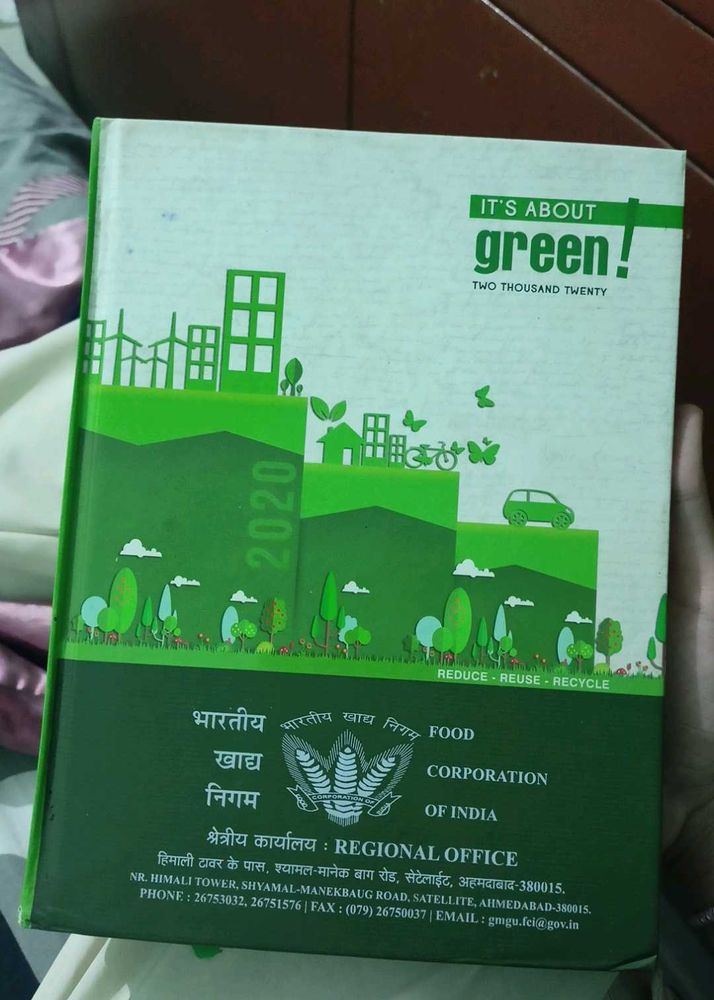 IT'S ABOUT
green!
TWO THOUSAND TWENTY
2020
REDUCE - REUSE - RECYCLE
भारतीय
खाद्य
निगम
भारतीय खाद्य निगम
CORPORATION OF
FOOD
CORPORATION
OF INDIA
श्रेत्रीय कार्यालय : REGIONAL OFFICE
हिमाली टावर के पास, श्यामल-मानेक बाग रोड, सेटेलाईट, अहमदाबाद-380015.
NR. HIMALI TOWER, SHYAMAL-MANEKBAUG ROAD, SATELLITE, AHMEDABAD-380015.
PHONE : 26753032, 26751576 | FAX : (079) 26750037 | EMAIL : gmgu.fci@gov.in